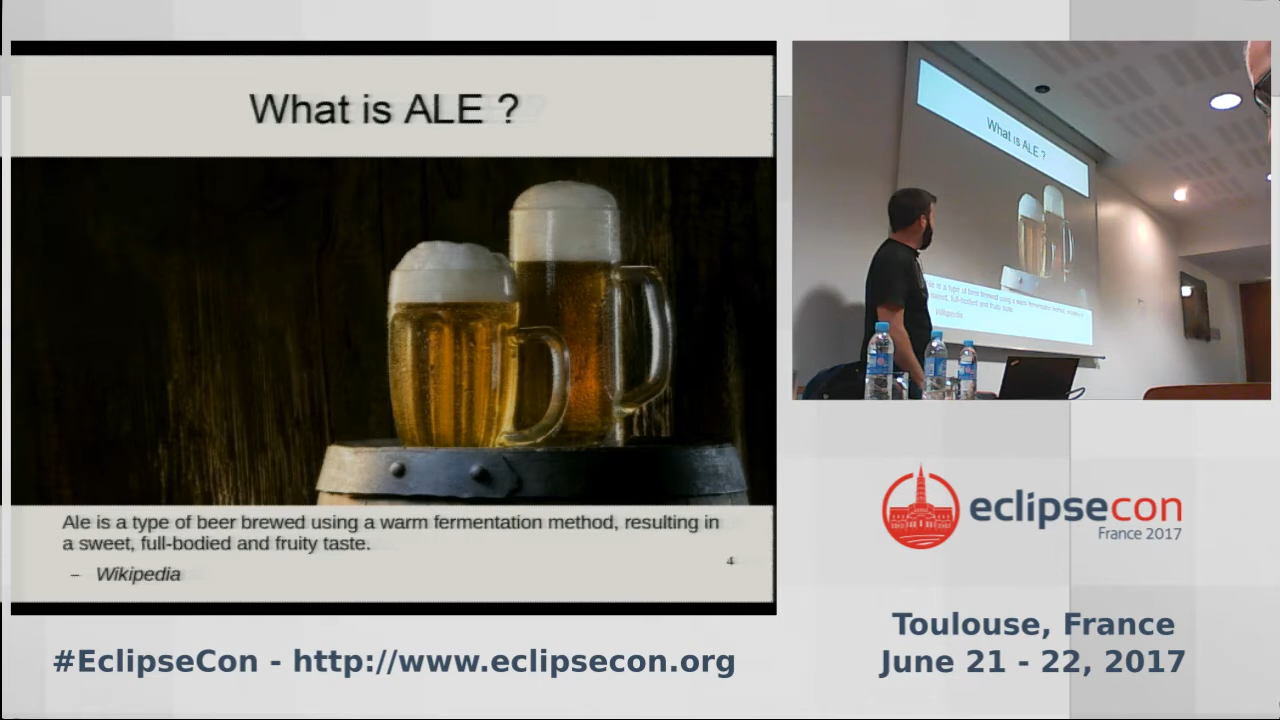 What is ALE ?
Ale is a type of beer brewed using a warm fermentation method, resulting in
a sweet, full-bodied and fruity taste.
– Wikipedia
4
What is ALE ?
Wikipedia
eclipsecon
France 2017
#EclipseCon - http://www.eclipsecon.org
Toulouse, France
June 21 - 22, 2017